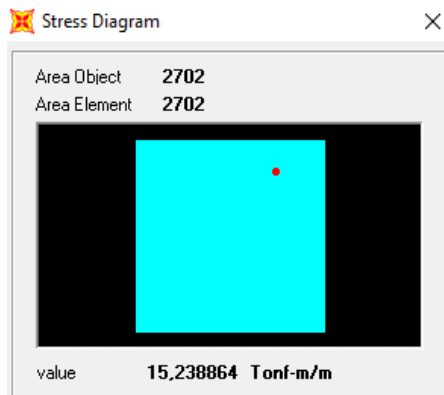 Stress Diagram
Area Object 2702
Area Element 2702
value 15,238864 Tonf-m/m